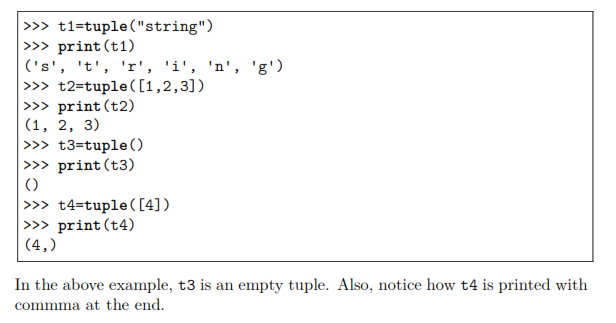 >>> t1=tuple("string")
>>> print(t1)
('s', 't', 'r', 'i', 'n', 'g')
>>> t2=tuple([1,2,3])
>>> print(t2)
(1, 2, 3)
>>> t3=tuple()
>>> print(t3)
()
>>> t4=tuple([4])
>>> print(t4)
(4,)
In the above example, t3 is an empty tuple. Also, notice how t4 is printed with
commma at the end.